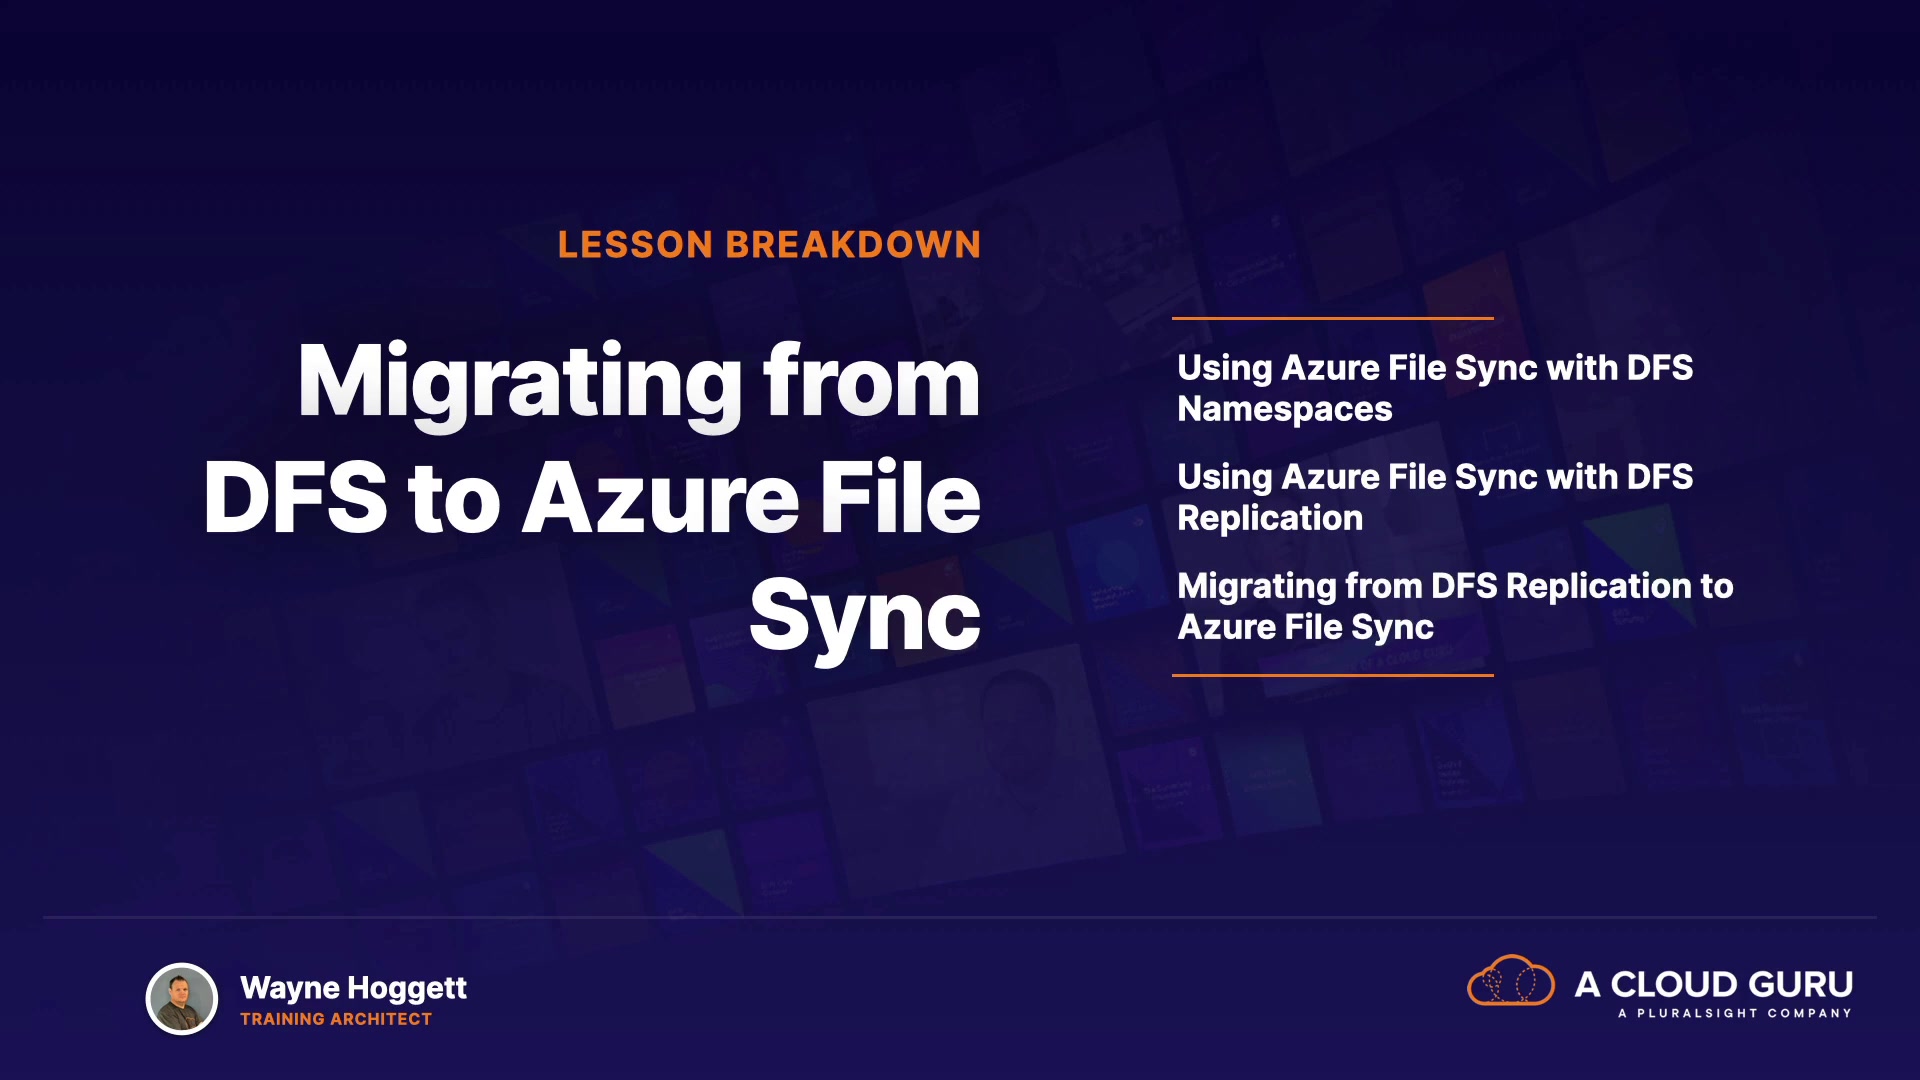 LESSON BREAKDOWN
Migrating from
DFS to Azure File
Sync
Using Azure File Sync with DFS
Namespaces
Using Azure File Sync with DFS
Replication
Migrating from DFS Replication to
Azure File Sync
Wayne Hoggett
TRAINING ARCHITECT
A CLOUD GURU
A PLURALSIGHT COMPANY